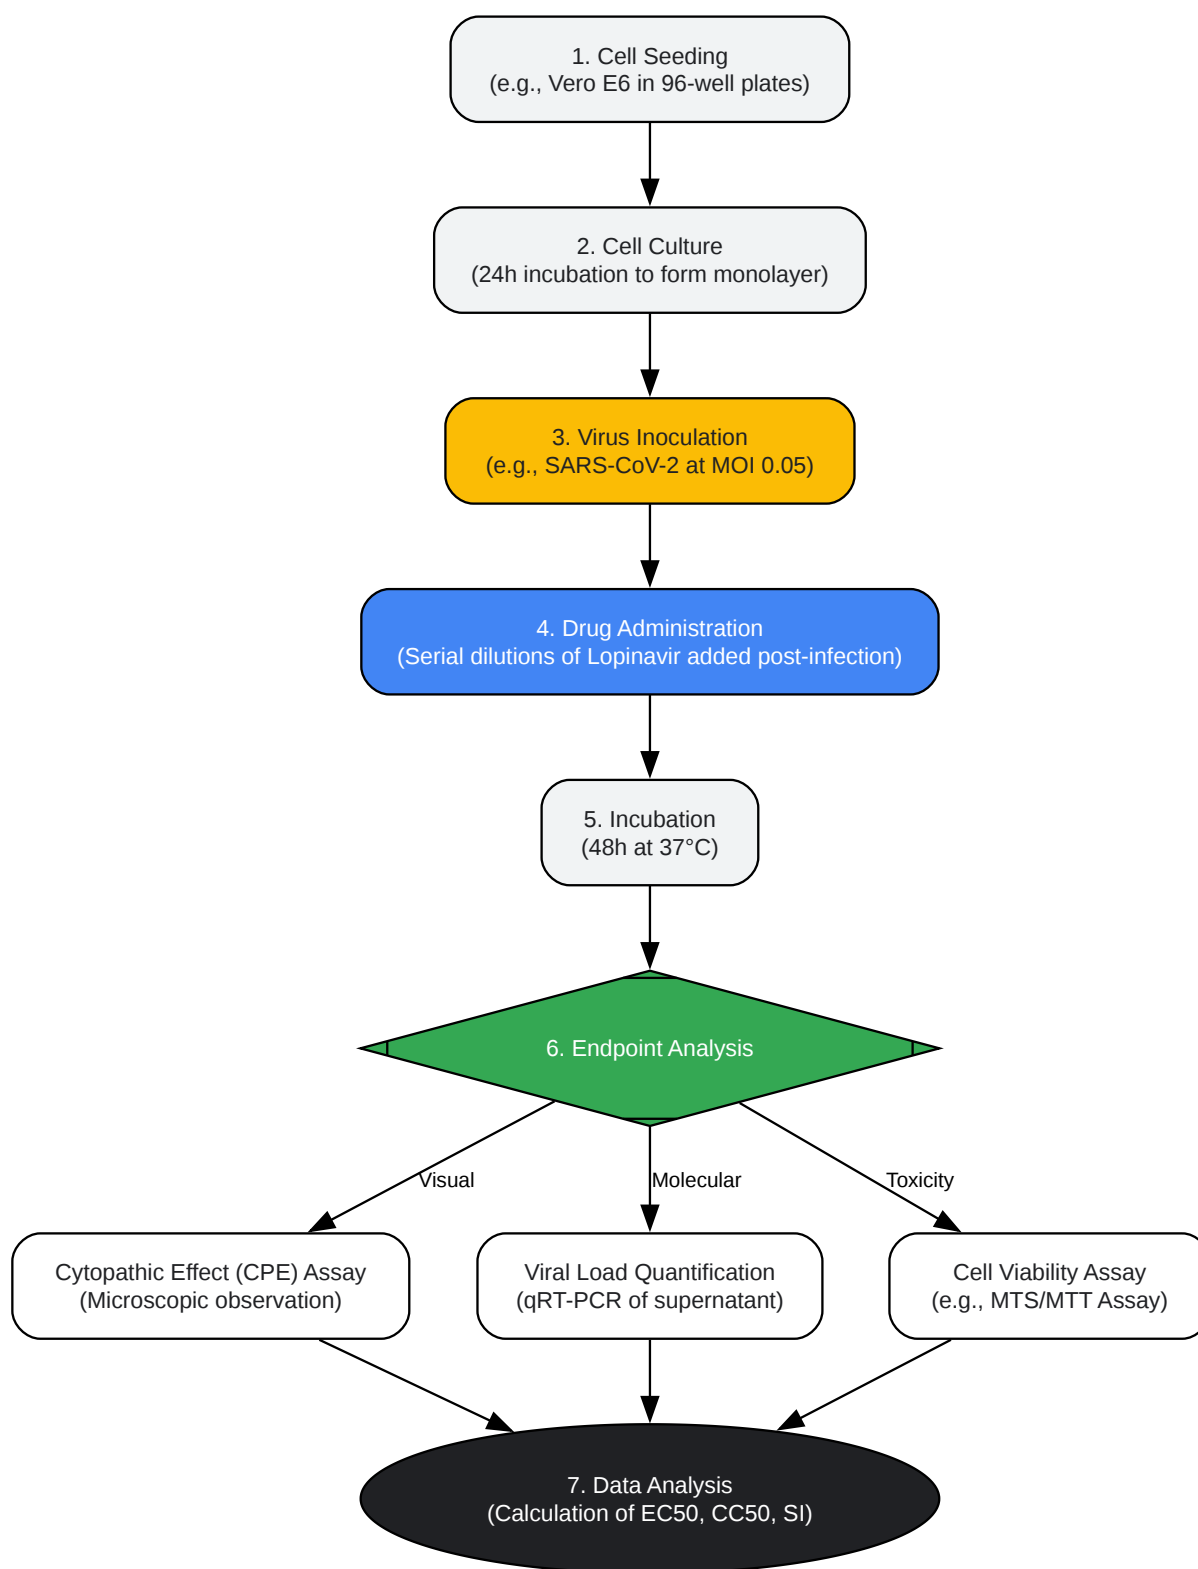 1. Cell Seeding
(e.g., Vero E6 in 96-well plates)
2. Cell Culture
(24h incubation to form monolayer)
3. Virus Inoculation
(e.g., SARS-CoV-2 at MOI 0.05)
4. Drug Administration
(Serial dilutions of Lopinavir added post-infection)
5. Incubation
(48h at 37°C)
6. Endpoint Analysis
Visual
Molecular
Toxicity
Cytopathic Effect (CPE) Assay
(Microscopic observation)
Viral Load Quantification
(qRT-PCR of supernatant)
Cell Viability Assay
(e.g., MTS/MTT Assay)
7. Data Analysis
(Calculation of EC50, CC50, SI)